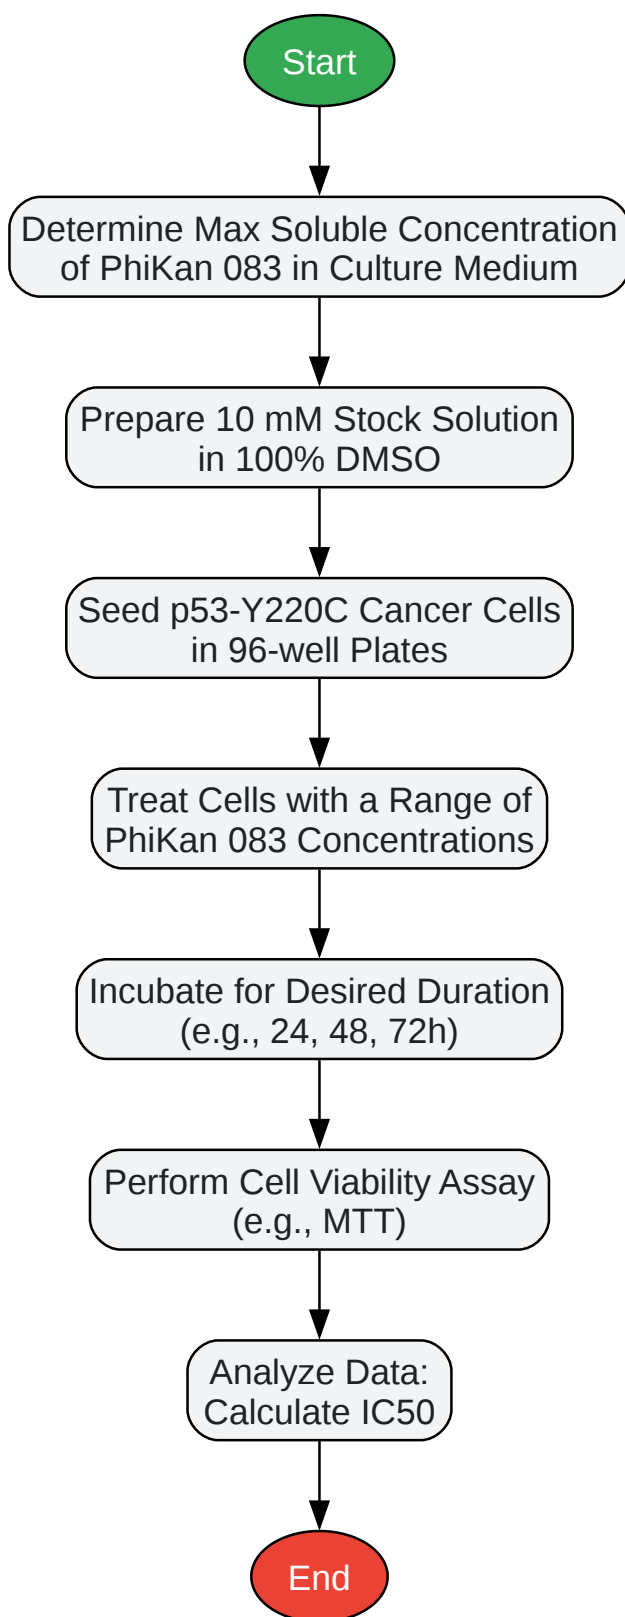 Start
Determine Max Soluble Concentration
of PhiKan 083 in Culture Medium
Prepare 10 mM Stock Solution
in 100% DMSO
Seed p53-Y220C Cancer Cells
in 96-well Plates
Treat Cells with a Range of
PhiKan 083 Concentrations
Incubate for Desired Duration
(e.g., 24, 48, 72h)
Perform Cell Viability Assay
(e.g., MTT)
Analyze Data:
Calculate IC50
End